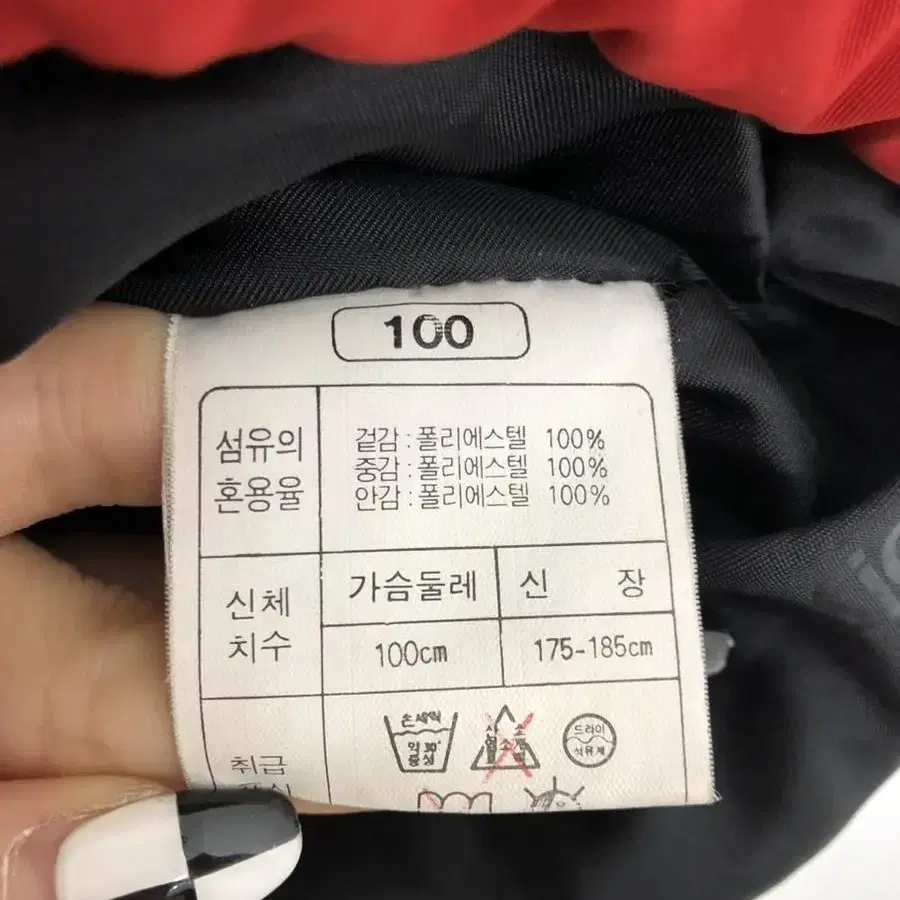 100
섬유의
혼용율
겉감 : 폴리에스텔 100%
중감 : 폴리에스텔 100%
안감 : 폴리에스텔 100%
신체
치수
가슴둘레
신 장
100cm
175-185cm
취급
손세탁
약30°
중성
드라이
석유계